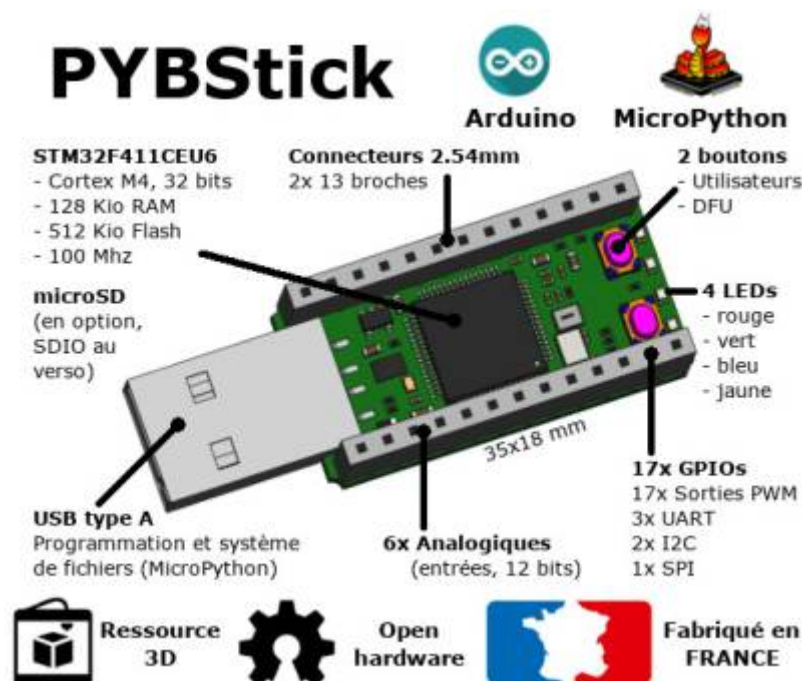 PYBStick
Arduino
MicroPython
STM32F411CEU6
- Cortex M4, 32 bits
- 128 Kio RAM
- 512 Kio Flash
- 100 Mhz
Connecteurs 2.54mm
2x 13 broches
2 boutons
- Utilisateurs
- DFU
microSD
(en option,
SDIO au
verso)
4 LEDs
- rouge
- vert
- bleu
- jaune
35x18 mm
USB type A
Programmation et système
de fichiers (MicroPython)
6x Analogiques
(entrées, 12 bits)
17x GPIOs
17x Sorties PWM
3x UART
2x I2C
1x SPI
Ressource
3D
Open
hardware
Fabriqué en
FRANCE